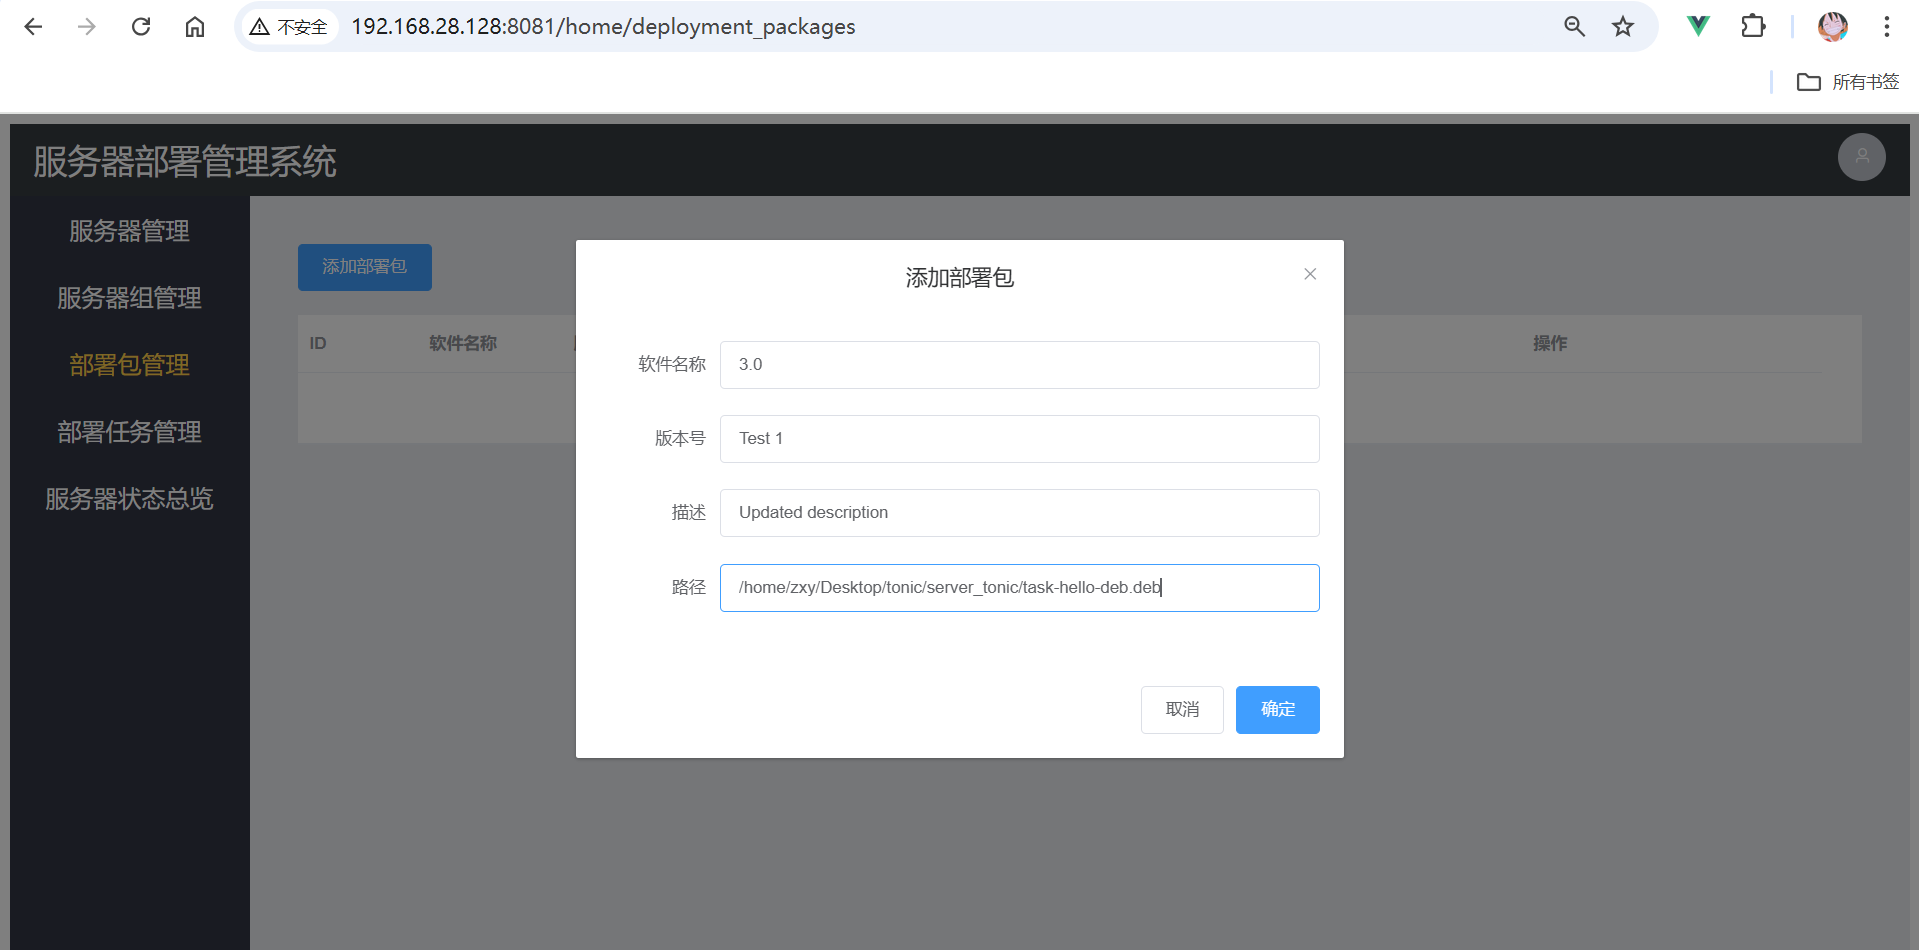 不安全
192.168.28.128:8081/home/deployment_packages
所有书签
服务器部署管理系统
服务器管理
服务器组管理
部署包管理
部署任务管理
服务器状态总览
添加部署包
ID
软件名称
操作
添加部署包
软件名称
3.0
版本号
Test 1
描述
Updated description
路径
/home/zxy/Desktop/tonic/server_tonic/task-hello-deb.deb
取消
确定